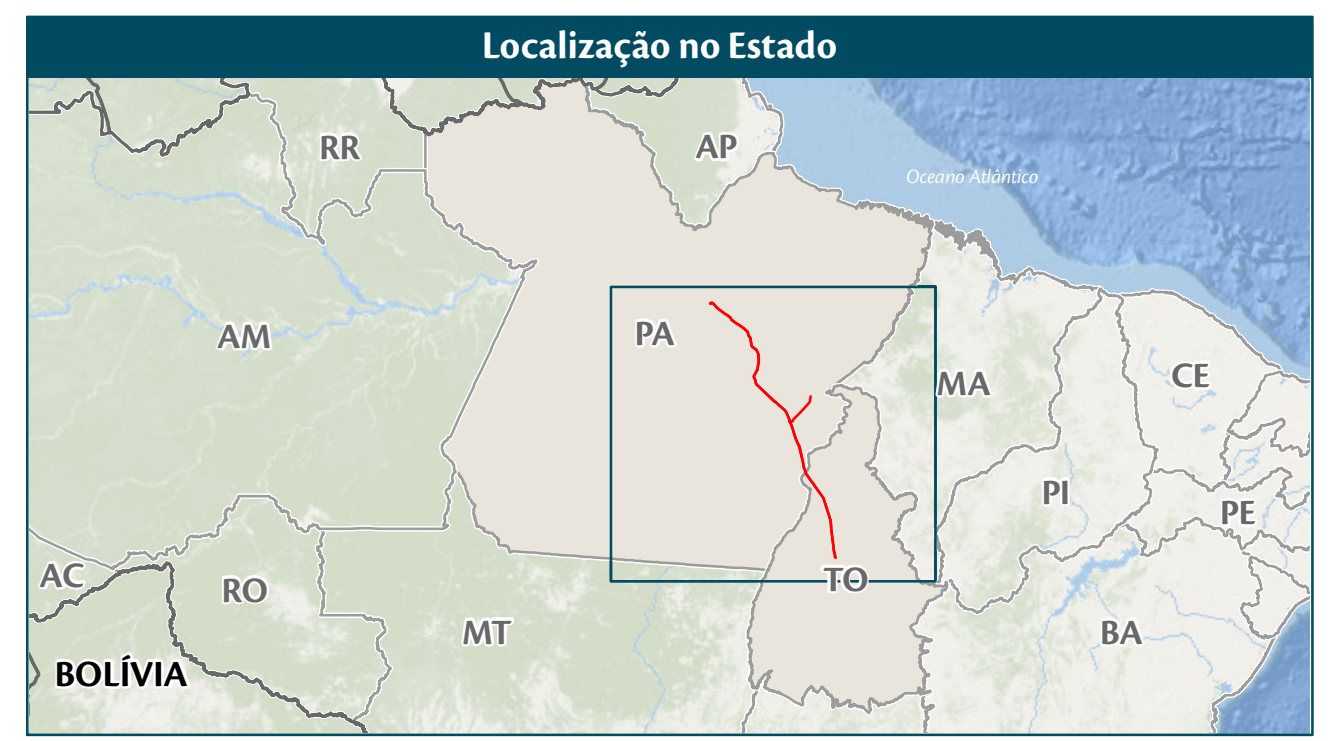 Localização no Estado
RR
AP
Oceano Atlântico
AM
PA
MA
CE
PI
PE
AC
RO
TO
MT
BA
BOLÍVIA